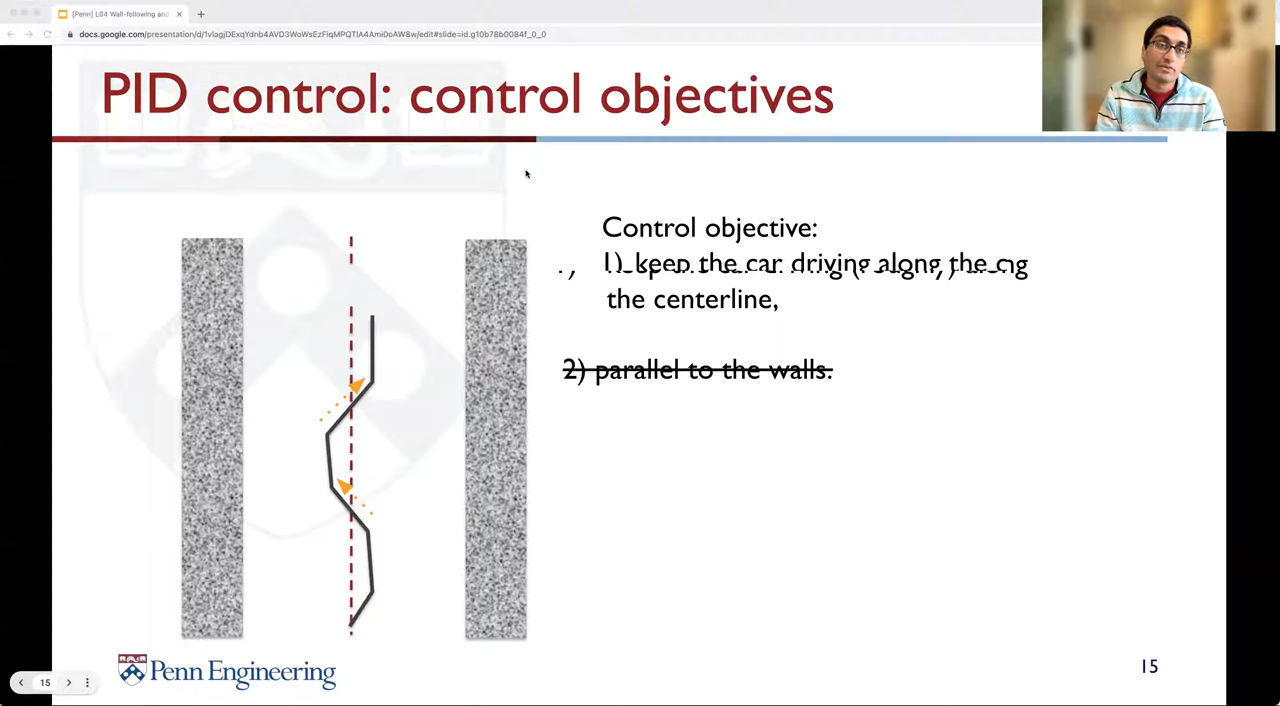 [Penn] L04 Wall-following and
docs.google.com/presentation/d/1vlagjDExqYdnb4AVD3WoWsEzFiqMPQTIA4Ami0oAW8w/edit#slide=id.g10b78b0084f_0_0
PID control: control objectives
Control objective:
1) keep the car driving along the
the centerline,
2) parallel to the walls.
Penn Engineering
15
15